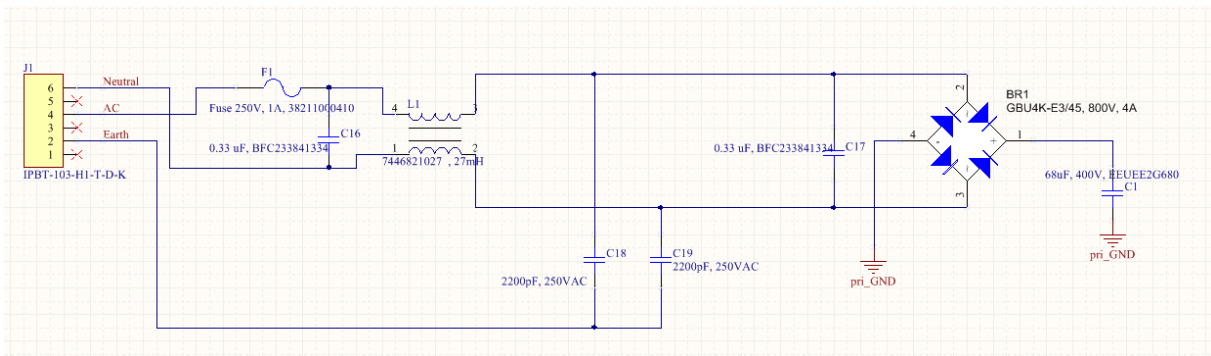 J1
6
5
4
3
2
1
Neutral
AC
Earth
IPBT-103-H1-T-D-K
F1
Fuse 250V, 1A, 38211000410
C16
0.33 uF, BFC233841334
4
L1
3
1
2
7446821027 , 27mH
C18
2200pF, 250VAC
C19
2200pF, 250VAC
0.33 uF, BFC233841334
C17
BR1
GBU4K-E3/45, 800V, 4A
2
4
1
3
~
-
+
~
pri_GND
68uF, 400V, EEUEE2G680
C1
pri_GND